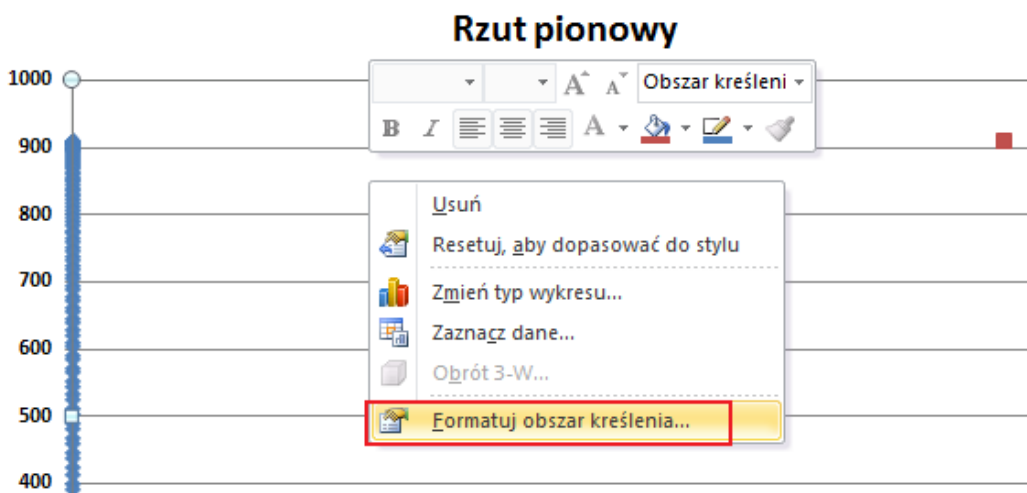 Rzut pionowy
1000
900
800
700
600
500
400
A A Obszar kreśleni
B I A
Usuń
Resetuj, aby dopasować do stylu
Zmień typ wykresu...
Zaznacz dane...
Obrót 3-W...
Formatuj obszar kreślenia...